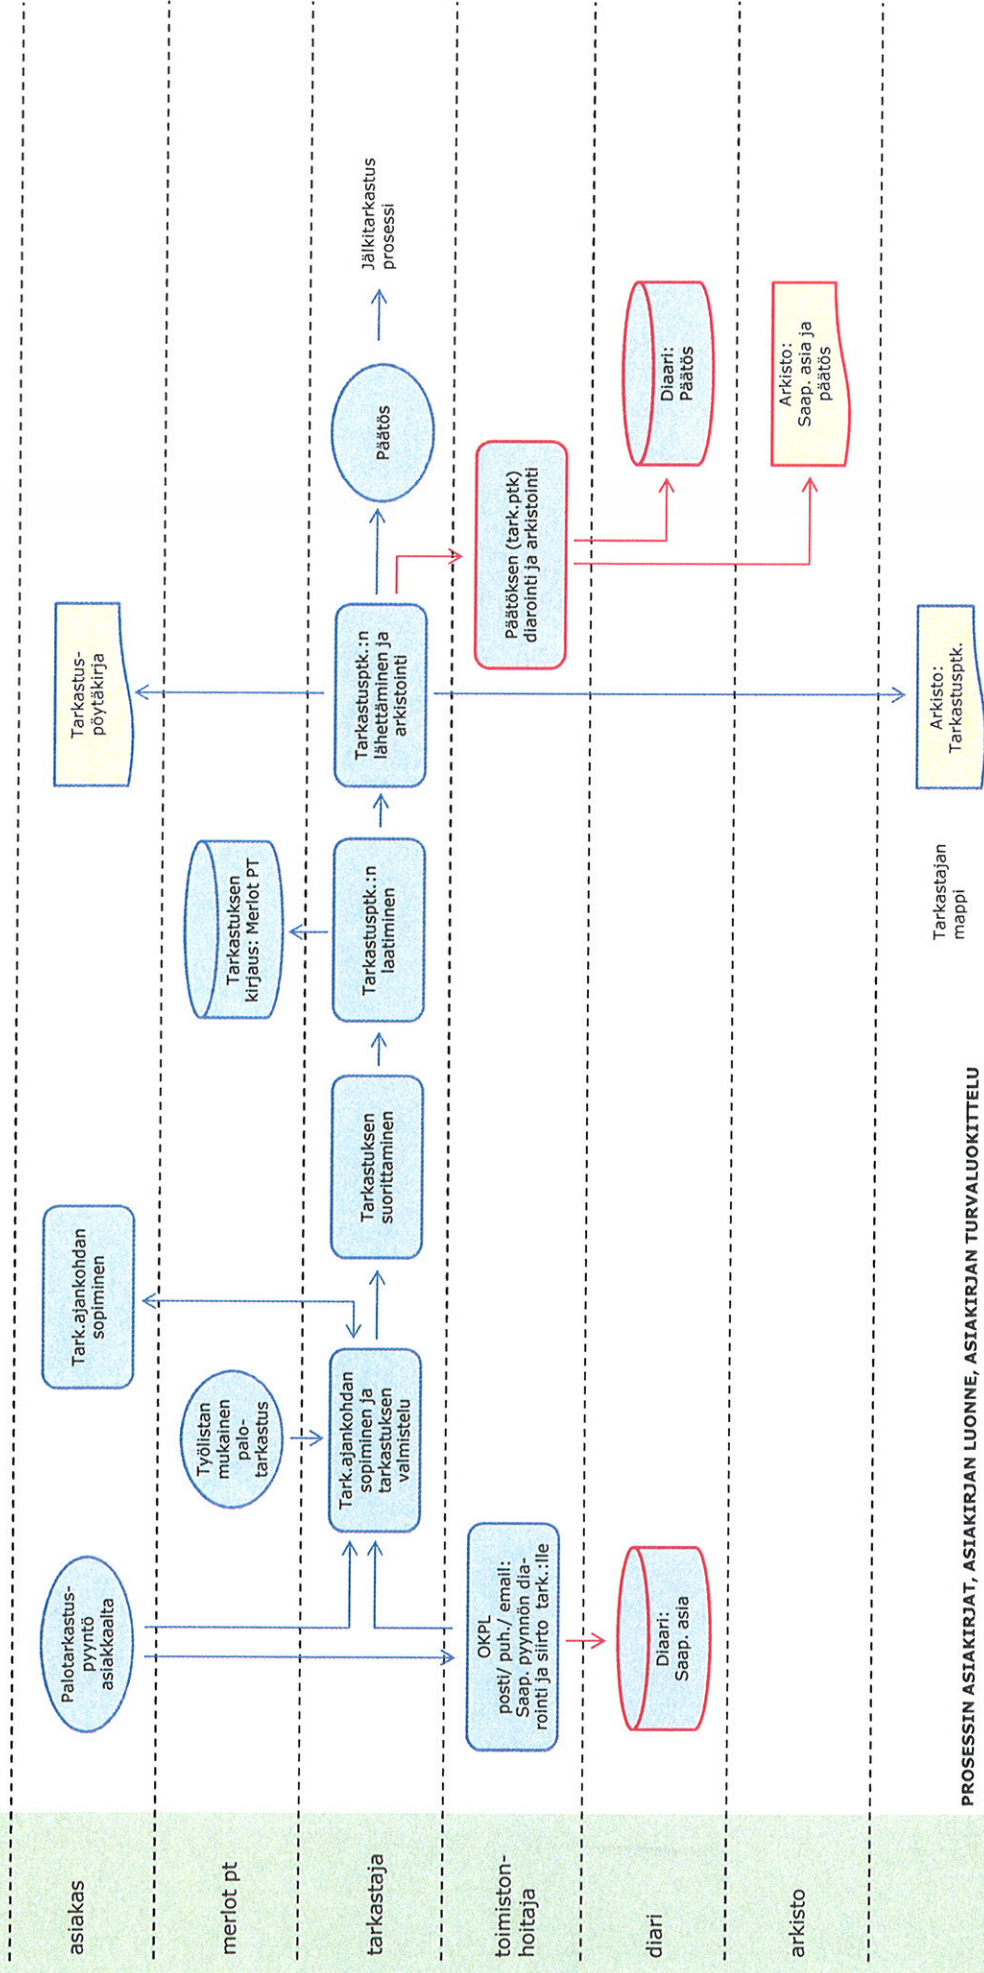 asiakas
Palotarkastus-
pyyntö
asiakkaalta
Tark.ajankohdan
sopiminen
Tarkastus-
pöytäkirja
merlot pt
Työlistan
mukainen
palo-
tarkastus
Tarkastuksen
kirjaus: Merlot PT
tarkastaja
Tark.ajankohdan
sopiminen ja
tarkastuksen
valmistelu
Tarkastuksen
suorittaminen
Tarkastusptk.:n
laatiminen
Tarkastusptk.:n
lähettäminen ja
arkistointi
Päätös
Jälkitarkastus
prosessi
toimiston-
hoitaja
OKPL
posti/ puh./ email:
Saap. pyynnön dia-
rointi ja siirto tark.:lle
Päätöksen (tark.ptk)
diarointi ja arkistointi
diari
Diaari:
Saap. asia
Diaari:
Päätös
arkisto
Arkisto:
Saap. asia ja
päätös
Tarkastajan
mappi
Arkisto:
Tarkastusptk.
PROSESSIN ASIAKIRJAT, ASIAKIRJAN LUONNE, ASIAKIRJAN TURVALUOKITTELU